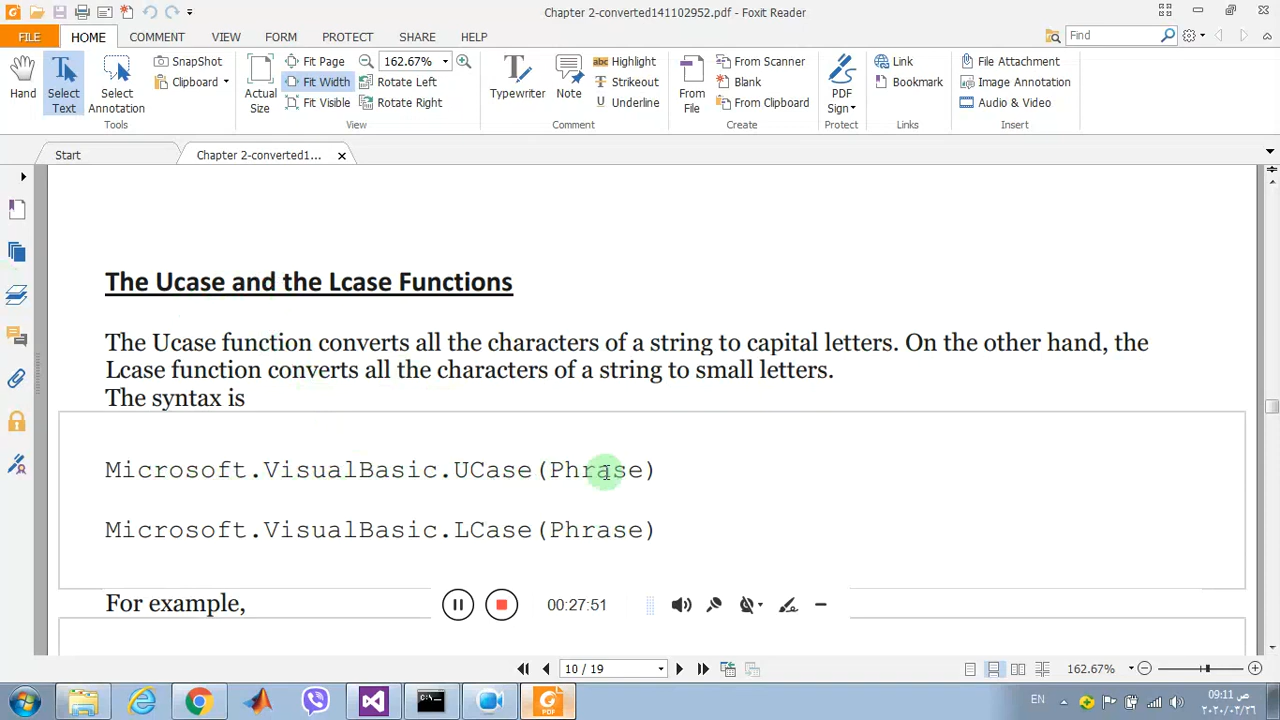 Chapter 2-converted141102952.pdf - Foxit Reader
FILE HOME COMMENT VIEW FORM PROTECT SHARE HELP Find
Hand
Select Text
Select Annotation
SnapShot
Clipboard
Tools
Actual Size
Fit Page
Fit Width
Fit Visible
162.67%
Rotate Left
Rotate Right
View
Typewriter
Note
Highlight
Strikeout
Underline
Comment
From File
From Scanner
Blank
From Clipboard
Create
PDF Sign
Protect
Link
Bookmark
Links
File Attachment
Image Annotation
Audio & Video
Insert
Start Chapter 2-converted1...
The Ucase and the Lcase Functions
The Ucase function converts all the characters of a string to capital letters. On the other hand, the
Lcase function converts all the characters of a string to small letters.
The syntax is
Microsoft.VisualBasic.UCase(Phrase)
Microsoft.VisualBasic.LCase(Phrase)
For example,
00:27:51
10 / 19 162.67%
EN
09:11 ص
٢٠٢٠/٠٣/٢٦